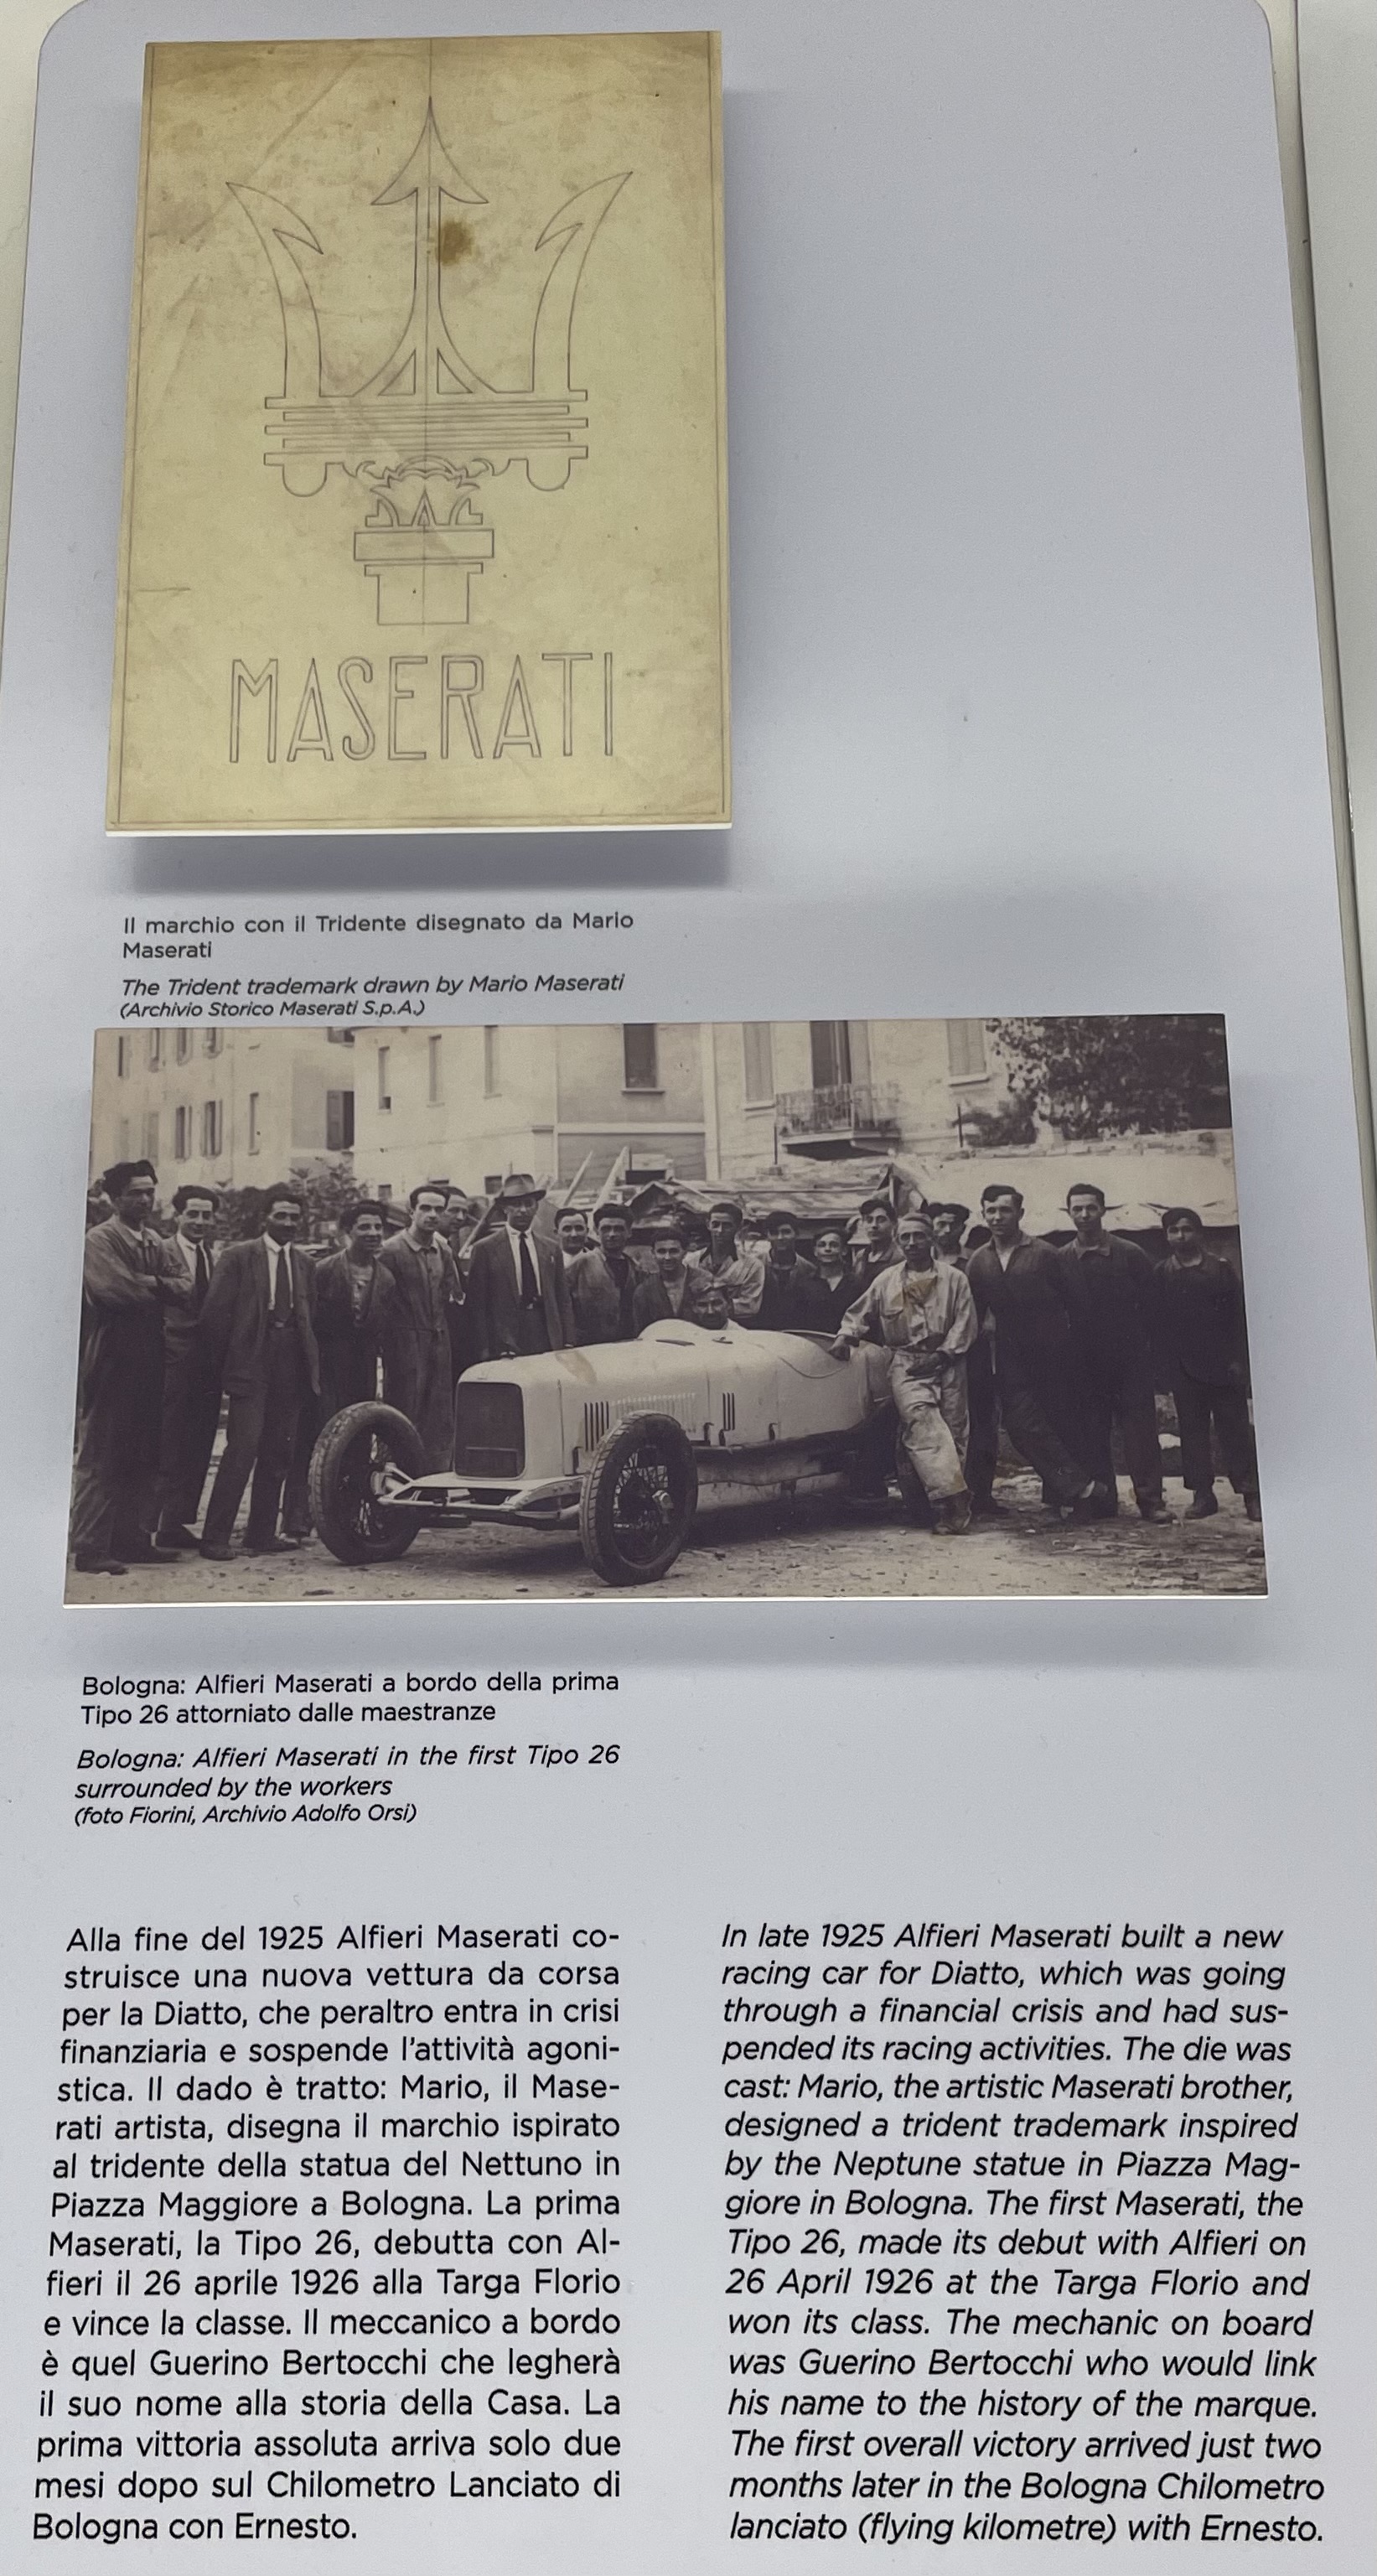 MASERATI
Il marchio con il Tridente disegnato da Mario
Maserati
The Trident trademark drawn by Mario Maserati
(Archivio Storico Maserati S.p.A.)
Bologna: Alfieri Maserati a bordo della prima
Tipo 26 attorniato dalle maestranze
Bologna: Alfieri Maserati in the first Tipo 26
surrounded by the workers
(foto Fiorini, Archivio Adolfo Orsi)
Alla fine del 1925 Alfieri Maserati co-
struisce una nuova vettura da corsa
per la Diatto, che peraltro entra in crisi
finanziaria e sospende l'attività agoni-
stica. Il dado è tratto: Mario, il Mase-
rati artista, disegna il marchio ispirato
al tridente della statua del Nettuno in
Piazza Maggiore a Bologna. La prima
Maserati, la Tipo 26, debutta con Al-
fieri il 26 aprile 1926 alla Targa Florio
e vince la classe. Il meccanico a bordo
è quel Guerino Bertocchi che legherà
il suo nome alla storia della Casa. La
prima vittoria assoluta arriva solo due
mesi dopo sul Chilometro Lanciato di
Bologna con Ernesto.
In late 1925 Alfieri Maserati built a new
racing car for Diatto, which was going
through a financial crisis and had sus-
pended its racing activities. The die was
cast: Mario, the artistic Maserati brother,
designed a trident trademark inspired
by the Neptune statue in Piazza Mag-
giore in Bologna. The first Maserati, the
Tipo 26, made its debut with Alfieri on
26 April 1926 at the Targa Florio and
won its class. The mechanic on board
was Guerino Bertocchi who would link
his name to the history of the marque.
The first overall victory arrived just two
months later in the Bologna Chilometro
lanciato (flying kilometre) with Ernesto.